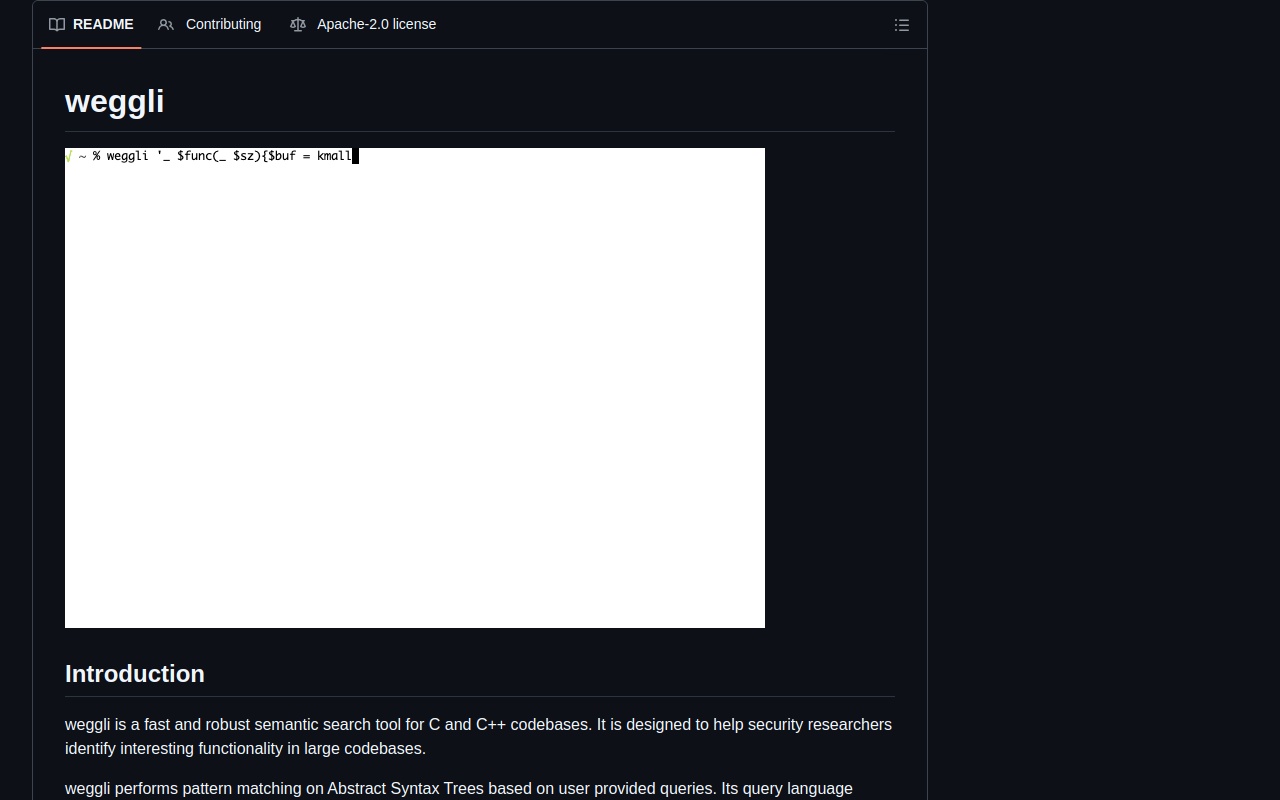 README Contributing Apache-2.0 license
weggli
√ ~ % weggli '_ $func(_ $sz){$buf = kmall
Introduction
weggli is a fast and robust semantic search tool for C and C++ codebases. It is designed to help security researchers
identify interesting functionality in large codebases.
weggli performs pattern matching on Abstract Syntax Trees based on user provided queries. Its query language